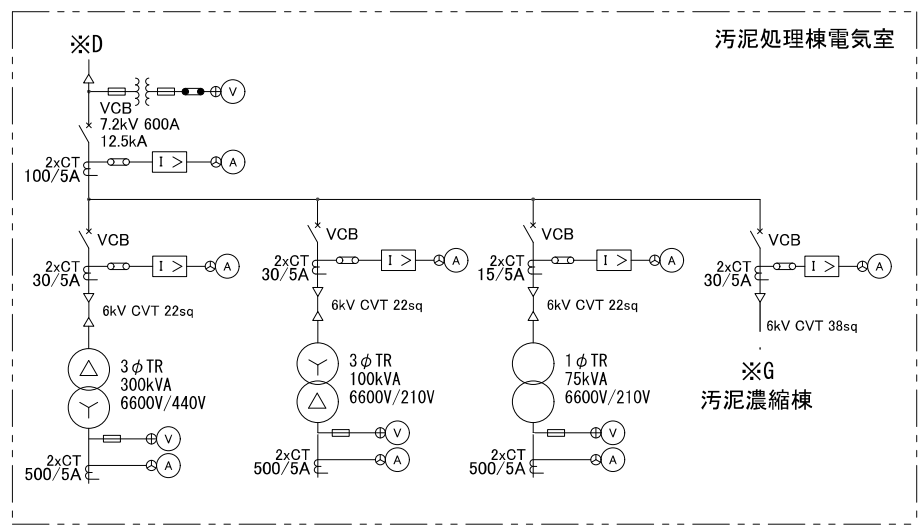 ※D
汚泥処理棟電気室
V
VCB
7.2kV 600A
12.5kA
2xCT
100/5A
I >
A
VCB
2xCT
30/5A
I >
A
6kV CVT 22sq
3φTR
300kVA
6600V/440V
V
2xCT
500/5A
A
VCB
2xCT
30/5A
I >
A
6kV CVT 22sq
3φTR
100kVA
6600V/210V
V
2xCT
500/5A
A
VCB
2xCT
15/5A
I >
A
6kV CVT 22sq
1φTR
75kVA
6600V/210V
V
2xCT
500/5A
A
VCB
2xCT
30/5A
I >
A
6kV CVT 38sq
※G
汚泥濃縮棟